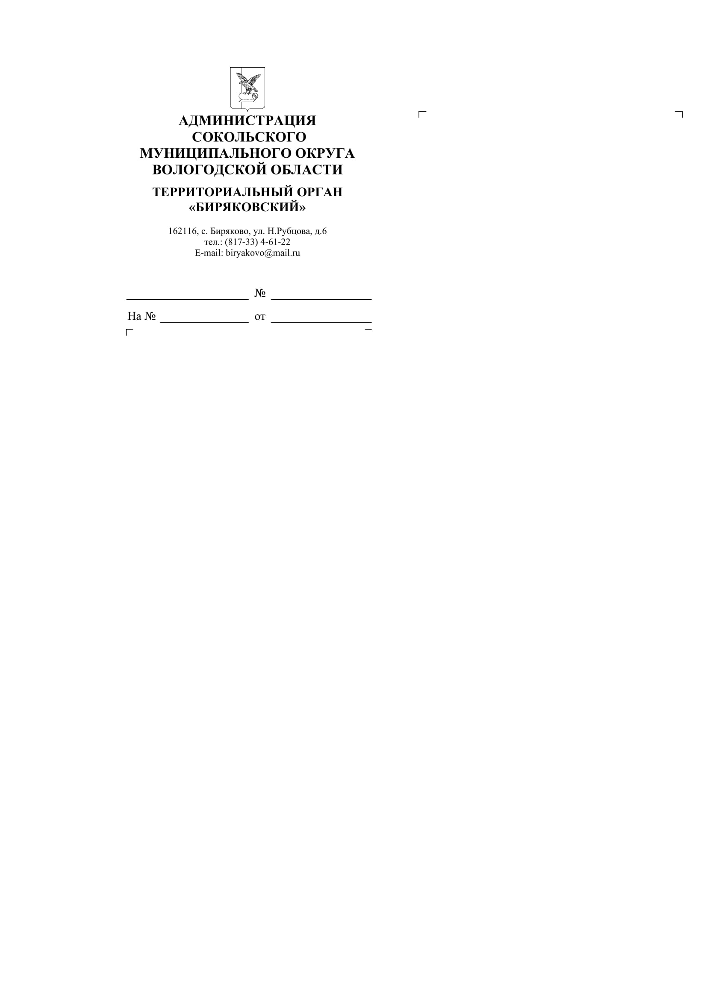 АДМИНИСТРАЦИЯ
СОКОЛЬСКОГО
МУНИЦИПАЛЬНОГО ОКРУГА
ВОЛОГОДСКОЙ ОБЛАСТИ
ТЕРРИТОРИАЛЬНЫЙ ОРГАН
«БИРЯКОВСКИЙ»
162116, с. Биряково, ул. Н.Рубцова, д.6
тел.: (817-33) 4-61-22
E-mail: biryakovo@mail.ru
№
На № от